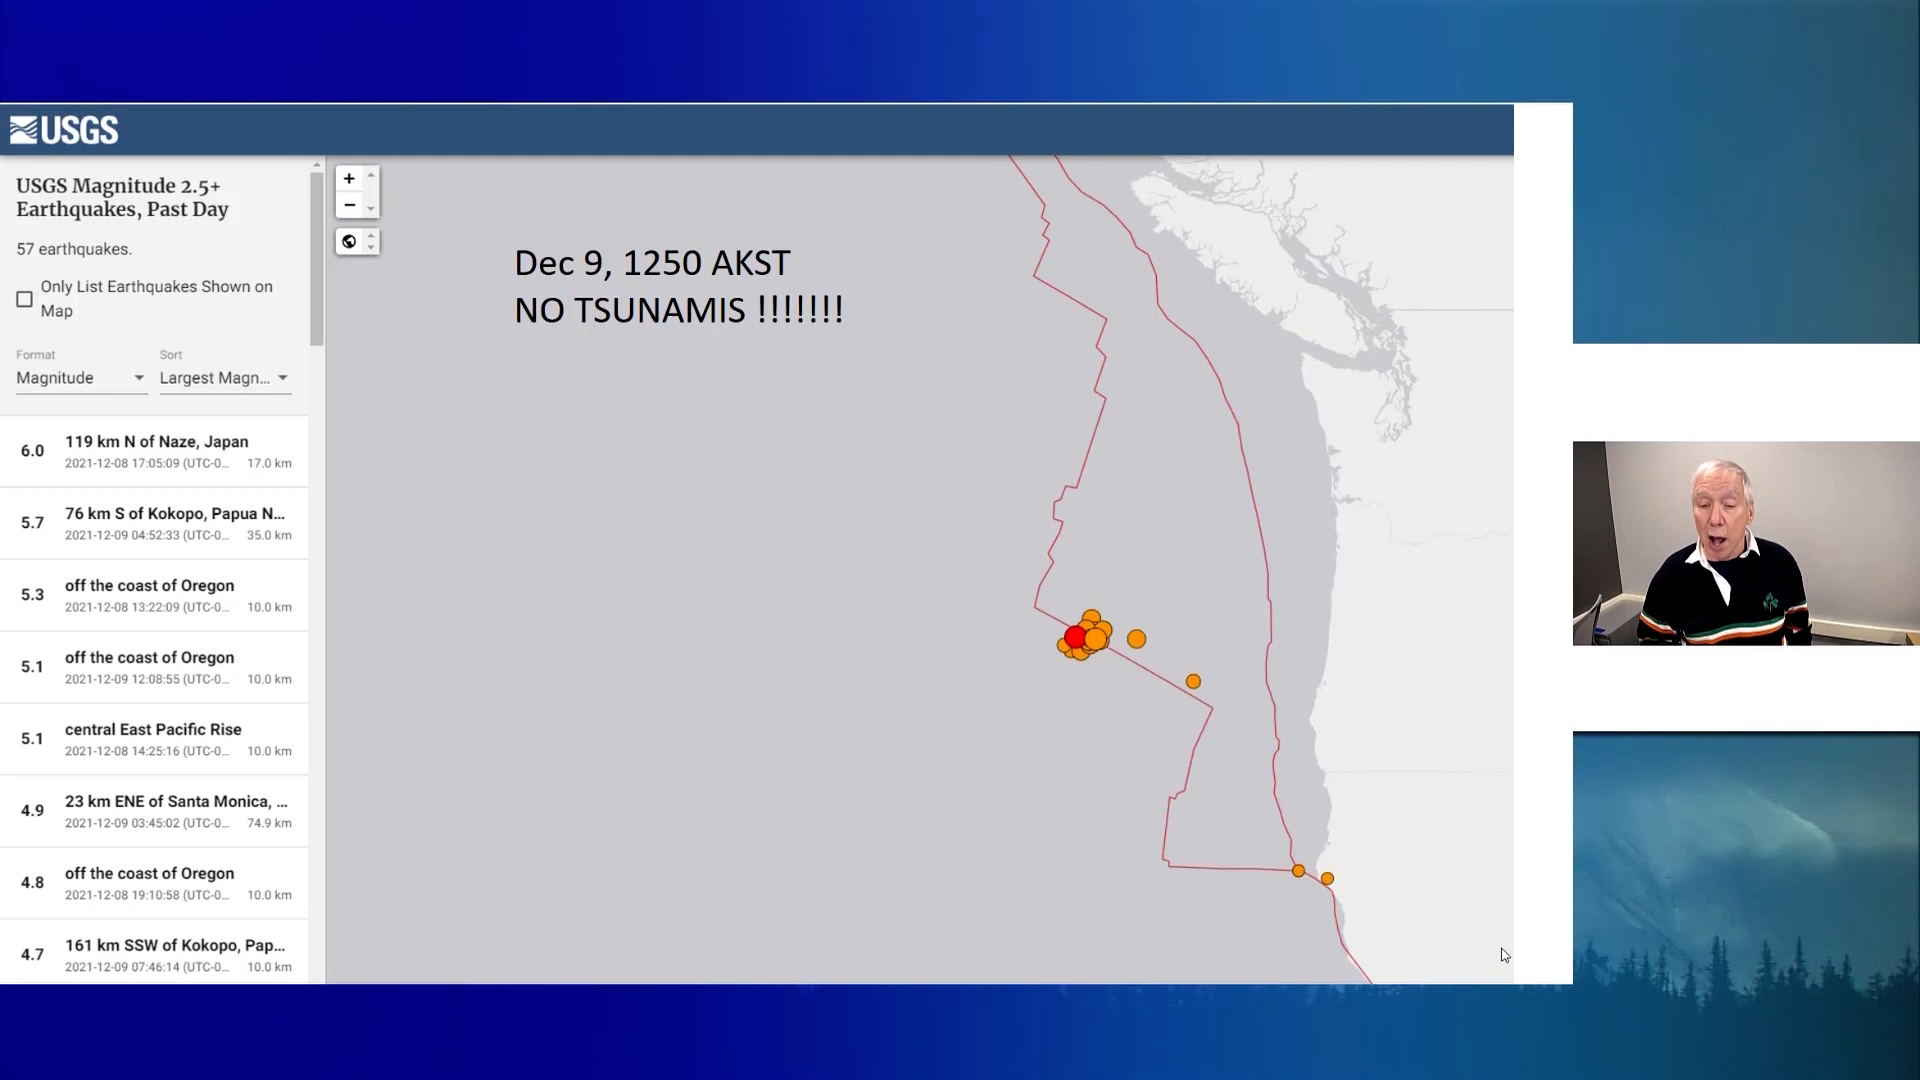 USGS
USGS Magnitude 2.5+
Earthquakes, Past Day
57 earthquakes.
Only List Earthquakes Shown on
Map
Format
Sort
Magnitude
Largest Magn...
6.0
119 km N of Naze, Japan
2021-12-08 17:05:09 (UTC-0... 17.0 km
5.7
76 km S of Kokopo, Papua N...
2021-12-09 04:52:33 (UTC-0... 35.0 km
5.3
off the coast of Oregon
2021-12-08 13:22:09 (UTC-0... 10.0 km
5.1
off the coast of Oregon
2021-12-09 12:08:55 (UTC-0... 10.0 km
5.1
central East Pacific Rise
2021-12-08 14:25:16 (UTC-0... 10.0 km
4.9
23 km ENE of Santa Monica, ...
2021-12-09 03:45:02 (UTC-0... 74.9 km
4.8
off the coast of Oregon
2021-12-08 19:10:58 (UTC-0... 10.0 km
4.7
161 km SSW of Kokopo, Pap...
2021-12-09 07:46:14 (UTC-0... 10.0 km
+
−
Dec 9, 1250 AKST
NO TSUNAMIS !!!!!!!